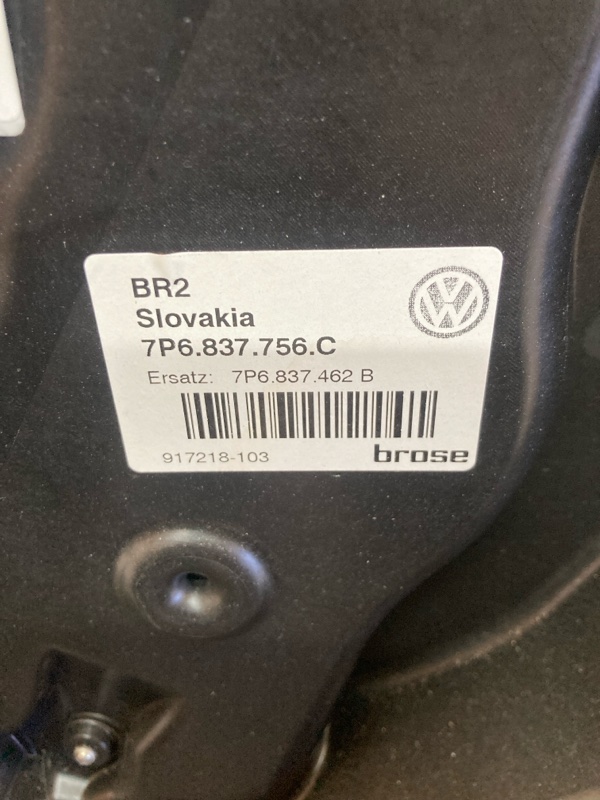 BR2
Slovakia
7P6.837.756.C
Ersatz: 7P6.837.462 B
917218-103
brose